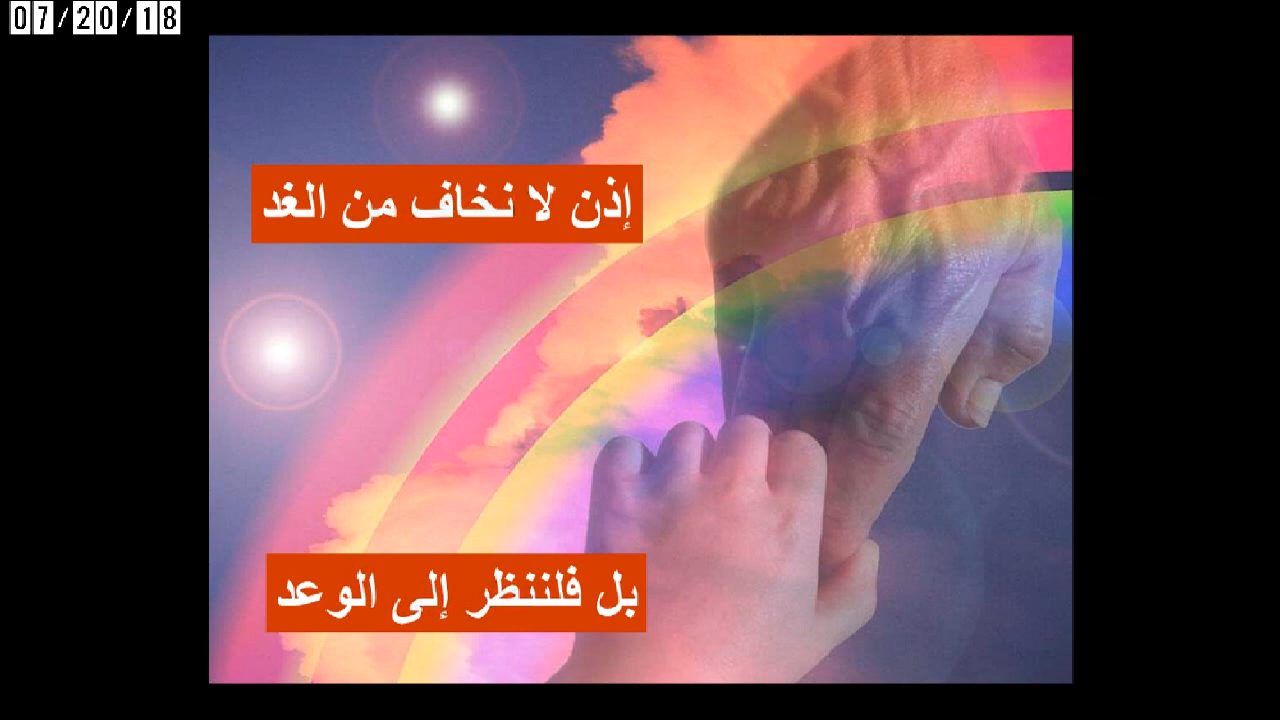 07/20/18
إذن لا نخاف من الغد
بل فلننظر إلى الوعد